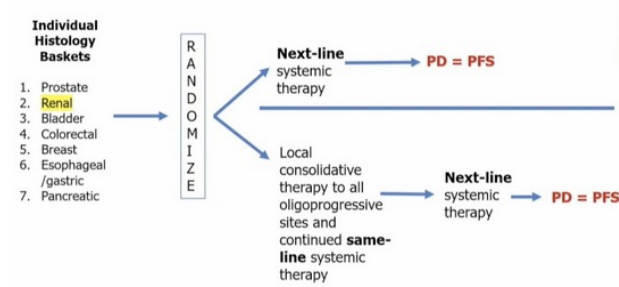 Individual
Histology
Baskets
1. Prostate
2. Renal
3. Bladder
4. Colorectal
5. Breast
6. Esophageal
/gastric
7. Pancreatic
RANDOMIZE
Next-line
systemic
therapy
PD = PFS
Local
consolidative
therapy to all
oligoprogressive
sites and
continued same-
line systemic
therapy
Next-line
systemic
therapy
PD = PFS